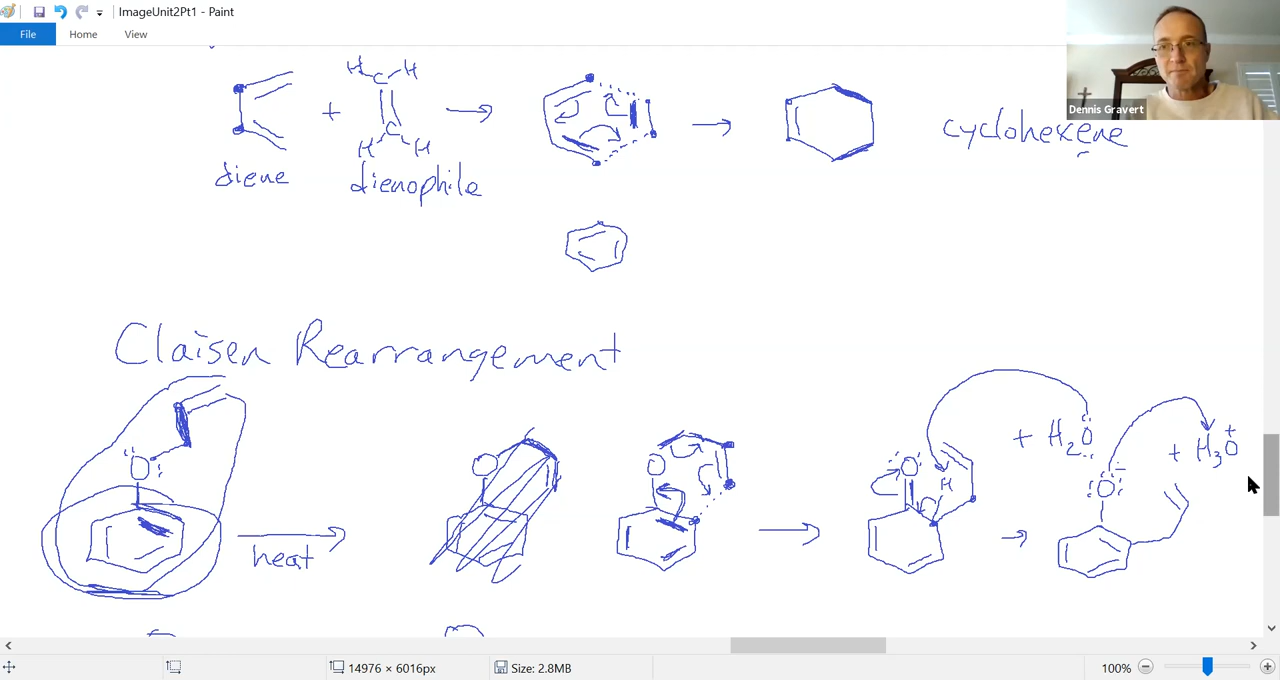 ImageUnit2Pt1 - Paint
File Home View
Dennis Gravert
H H
C
+ C
H H
cyclohexene
diene dienophile
Claisen Rearrangement
+ H2O
+ H3O+
O O O O O
H
heat
14976 × 6016px Size: 2.8MB 100%